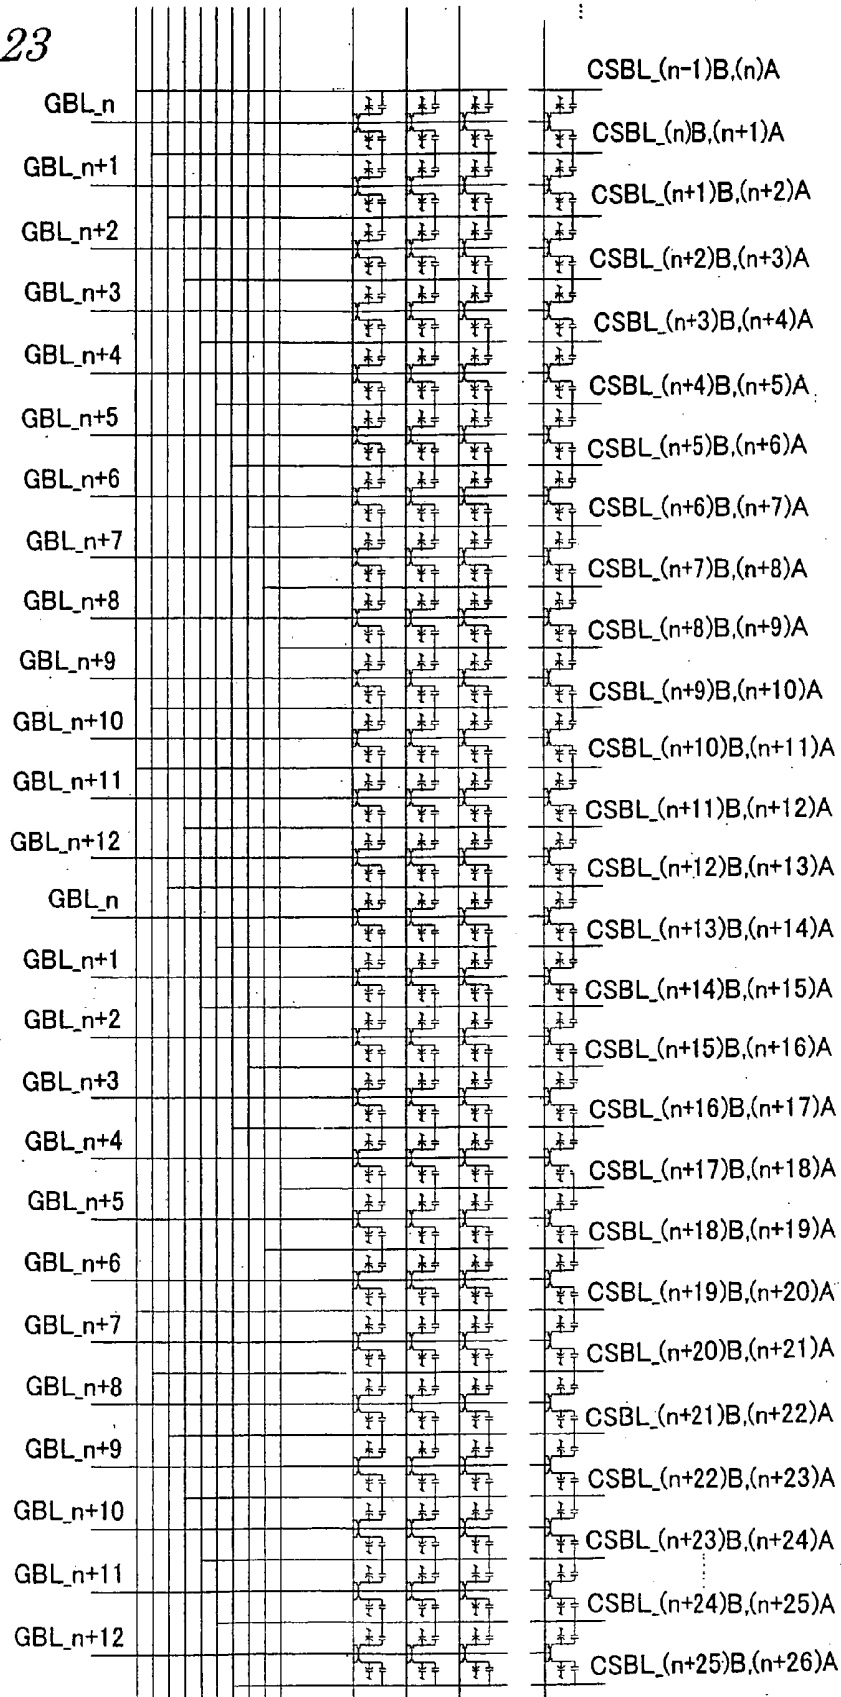 23
CSBL_(n-1)B,(n)A
GBL_n
CSBL_(n)B,(n+1)A
GBL_n+1
CSBL_(n+1)B,(n+2)A
GBL_n+2
CSBL_(n+2)B,(n+3)A
GBL_n+3
CSBL_(n+3)B,(n+4)A
GBL_n+4
CSBL_(n+4)B,(n+5)A
GBL_n+5
CSBL_(n+5)B,(n+6)A
GBL_n+6
CSBL_(n+6)B,(n+7)A
GBL_n+7
CSBL_(n+7)B,(n+8)A
GBL_n+8
CSBL_(n+8)B,(n+9)A
GBL_n+9
CSBL_(n+9)B,(n+10)A
GBL_n+10
CSBL_(n+10)B,(n+11)A
GBL_n+11
CSBL_(n+11)B,(n+12)A
GBL_n+12
CSBL_(n+12)B,(n+13)A
GBL_n
CSBL_(n+13)B,(n+14)A
GBL_n+1
CSBL_(n+14)B,(n+15)A
GBL_n+2
CSBL_(n+15)B,(n+16)A
GBL_n+3
CSBL_(n+16)B,(n+17)A
GBL_n+4
CSBL_(n+17)B,(n+18)A
GBL_n+5
CSBL_(n+18)B,(n+19)A
GBL_n+6
CSBL_(n+19)B,(n+20)A
GBL_n+7
CSBL_(n+20)B,(n+21)A
GBL_n+8
CSBL_(n+21)B,(n+22)A
GBL_n+9
CSBL_(n+22)B,(n+23)A
GBL_n+10
CSBL_(n+23)B,(n+24)A
GBL_n+11
CSBL_(n+24)B,(n+25)A
GBL_n+12
CSBL_(n+25)B,(n+26)A